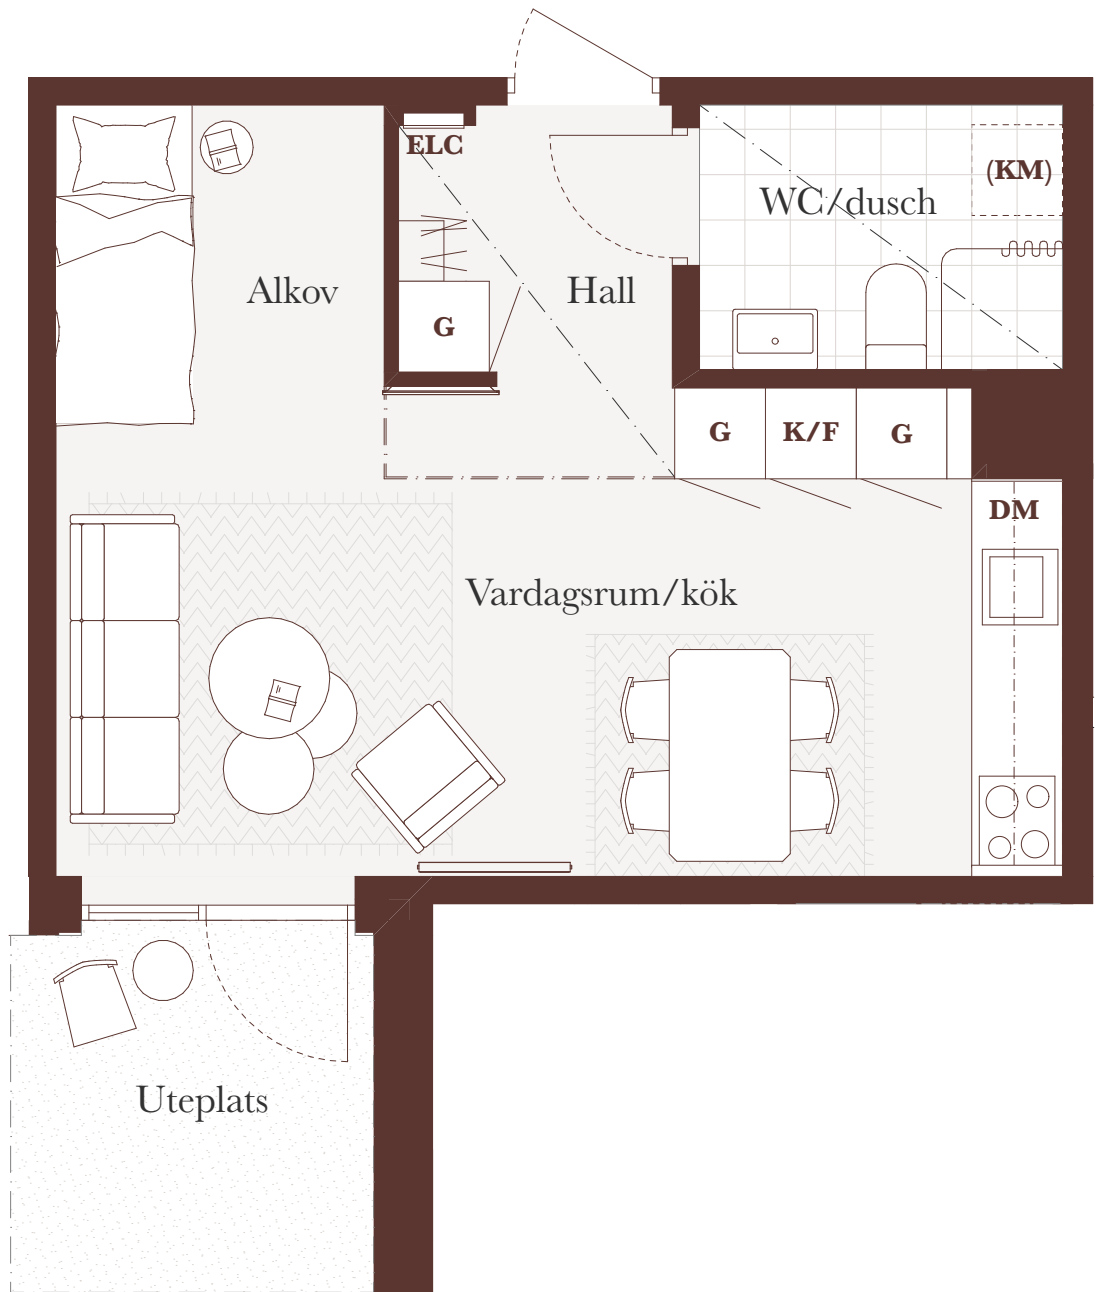 ELC
(KM)
WC/dusch
Alkov
Hall
G
G
K/F
G
DM
Vardagsrum/kök
Uteplats